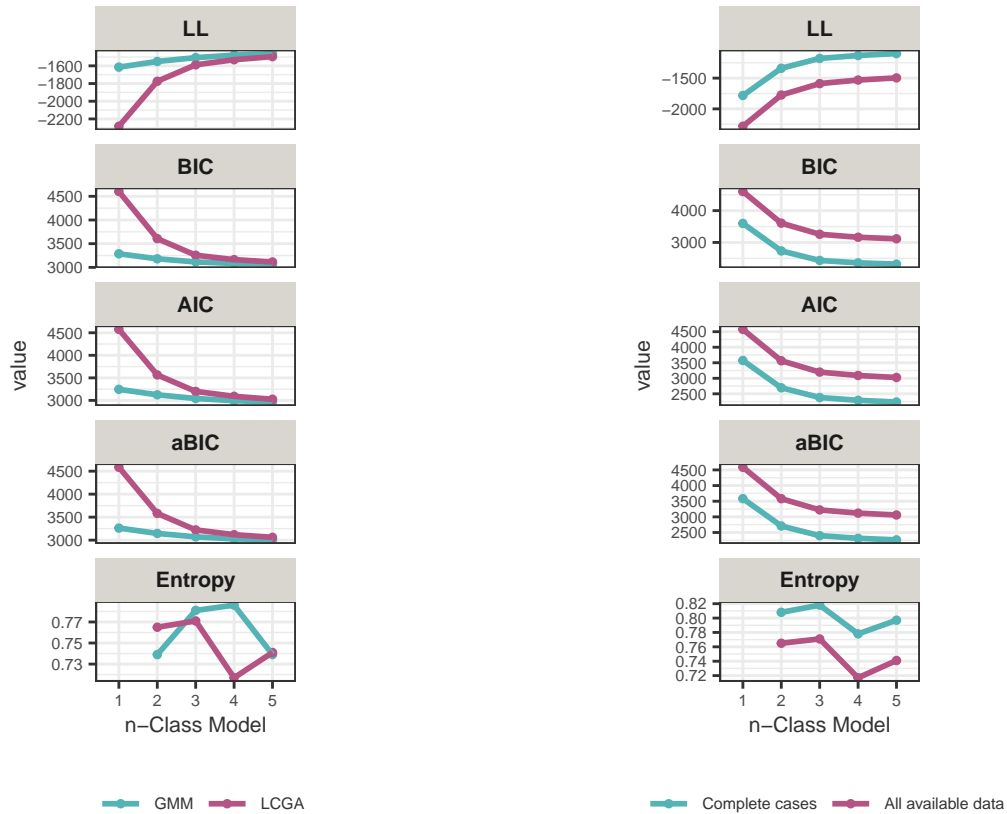 LL
−1600
−1800
−2000
−2200
BIC
4500
4000
3500
3000
AIC
4500
4000
3500
3000
aBIC
4500
4000
3500
3000
Entropy
0.77
0.75
0.73
1 2 3 4 5
n−Class Model
value
GMM LCGA
LL
−1500
−2000
BIC
4000
3000
AIC
4500
4000
3500
3000
2500
aBIC
4500
4000
3500
3000
2500
Entropy
0.82
0.80
0.78
0.76
0.74
0.72
1 2 3 4 5
n−Class Model
value
Complete cases All available data